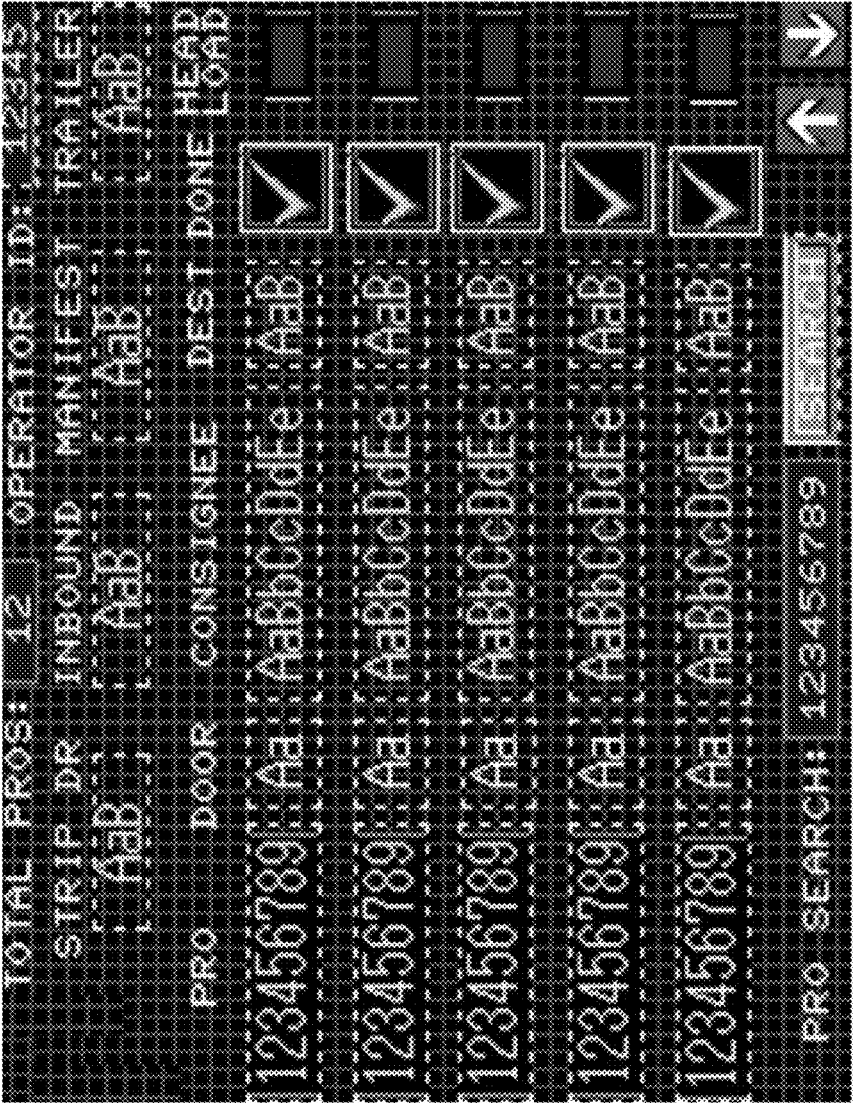 TOTAL PROS: 12 OPERATOR ID: 12345
STRIP DR INBOUND MANIFEST TRAILER
AaB AaB AaB AaB
PRO DOOR CONSIGNEE DEST DONE HEAD LOAD
123456789 Aa AaBbCcDdEe AaB
123456789 Aa AaBbCcDdEe AaB
123456789 Aa AaBbCcDdEe AaB
123456789 Aa AaBbCcDdEe AaB
123456789 Aa AaBbCcDdEe AaB
PRO SEARCH: 123456789 SEARCH